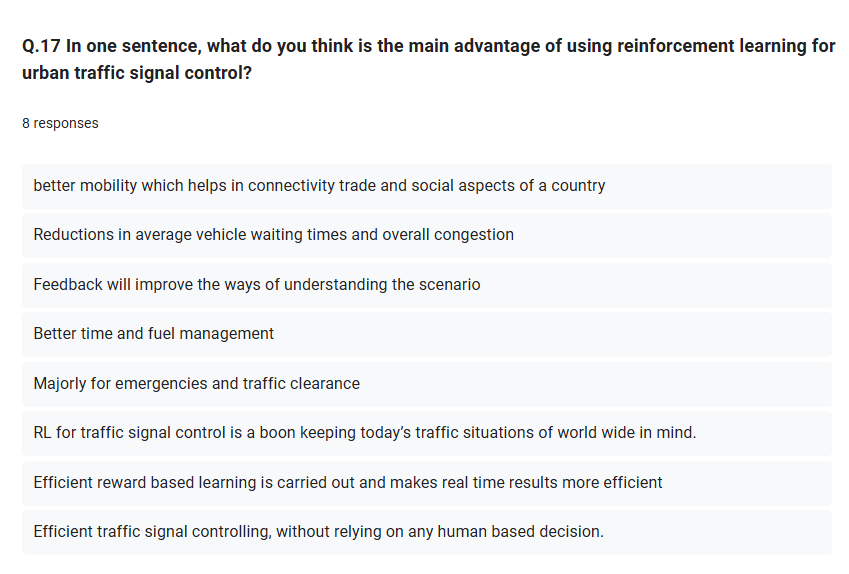 Q.17 In one sentence, what do you think is the main advantage of using reinforcement learning for
urban traffic signal control?
8 responses
better mobility which helps in connectivity trade and social aspects of a country
Reductions in average vehicle waiting times and overall congestion
Feedback will improve the ways of understanding the scenario
Better time and fuel management
Majorly for emergencies and traffic clearance
RL for traffic signal control is a boon keeping today's traffic situations of world wide in mind.
Efficient reward based learning is carried out and makes real time results more efficient
Efficient traffic signal controlling, without relying on any human based decision.